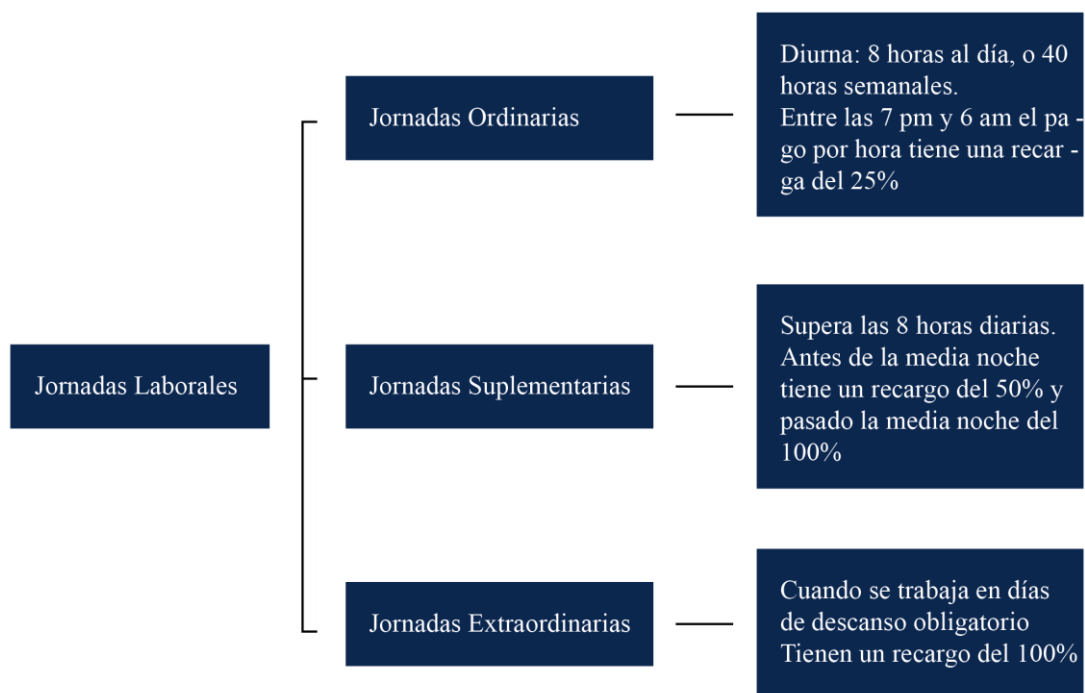 Jornadas Laborales
Jornadas Ordinarias
Diurna: 8 horas al día, o 40
horas semanales.
Entre las 7 pm y 6 am el pa -
go por hora tiene una recar -
ga del 25%
Jornadas Suplementarias
Supera las 8 horas diarias.
Antes de la media noche
tiene un recargo del 50% y
pasado la media noche del
100%
Jornadas Extraordinarias
Cuando se trabaja en días
de descanso obligatorio
Tienen un recargo del 100%